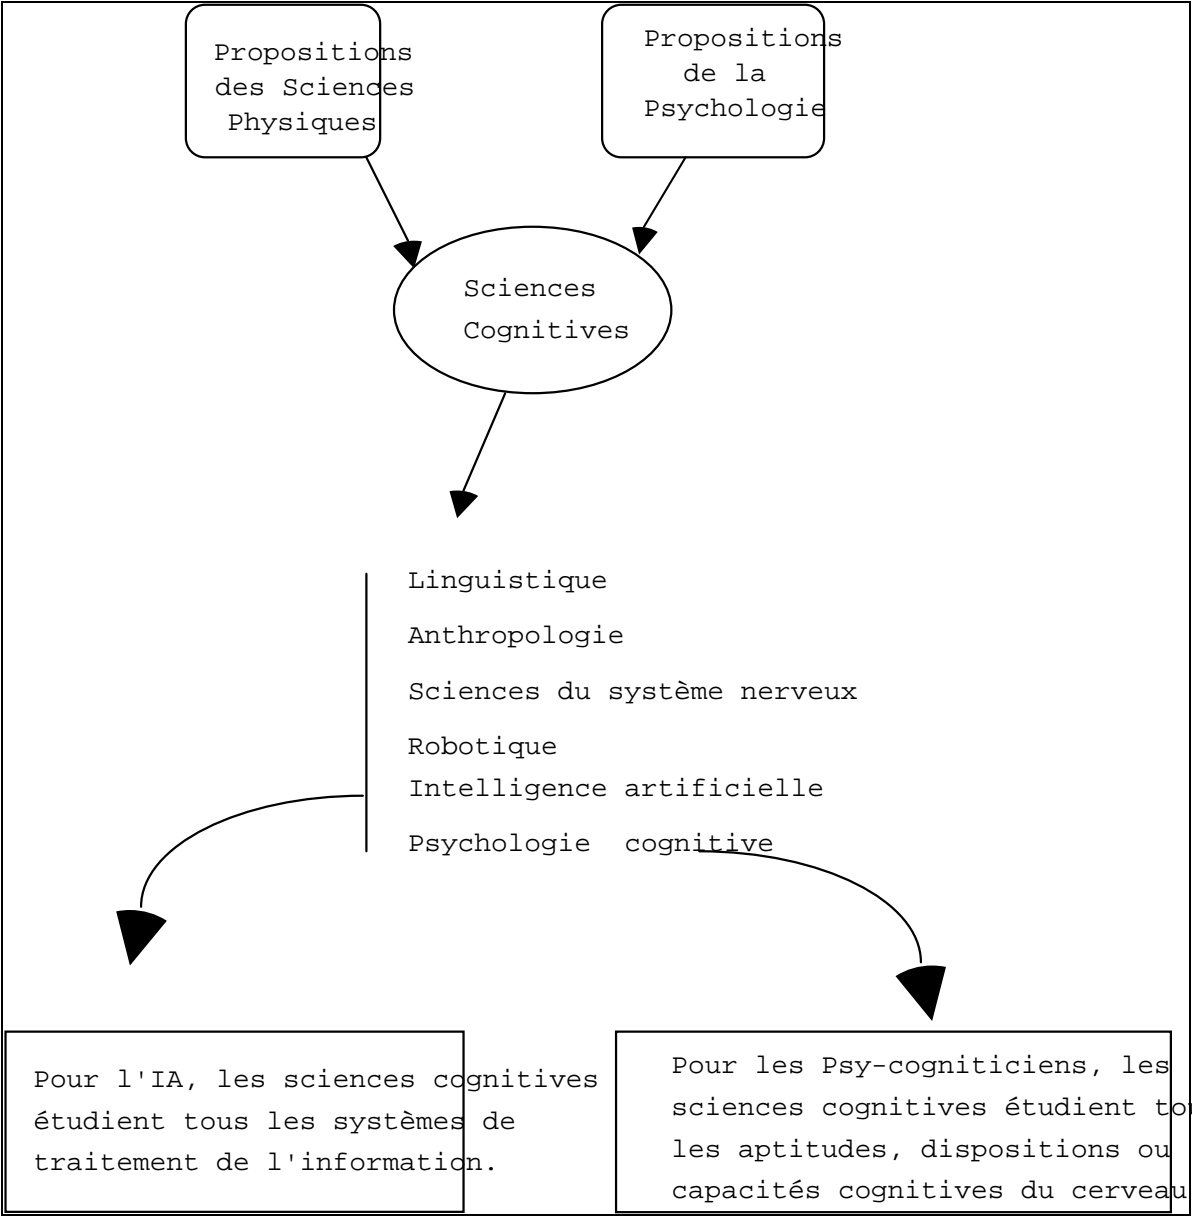 Propositions
des Sciences
Physiques
Propositions
de la
Psychologie
Sciences
Cognitives
Linguistique
Anthropologie
Sciences du système nerveux
Robotique
Intelligence artificielle
Psychologie cognitive
Pour l'IA, les sciences cognitives
étudient tous les systèmes de
traitement de l'information.
Pour les Psy-cogniticiens, les
sciences cognitives étudient
les aptitudes, dispositions ou
capacités cognitives du cerveau